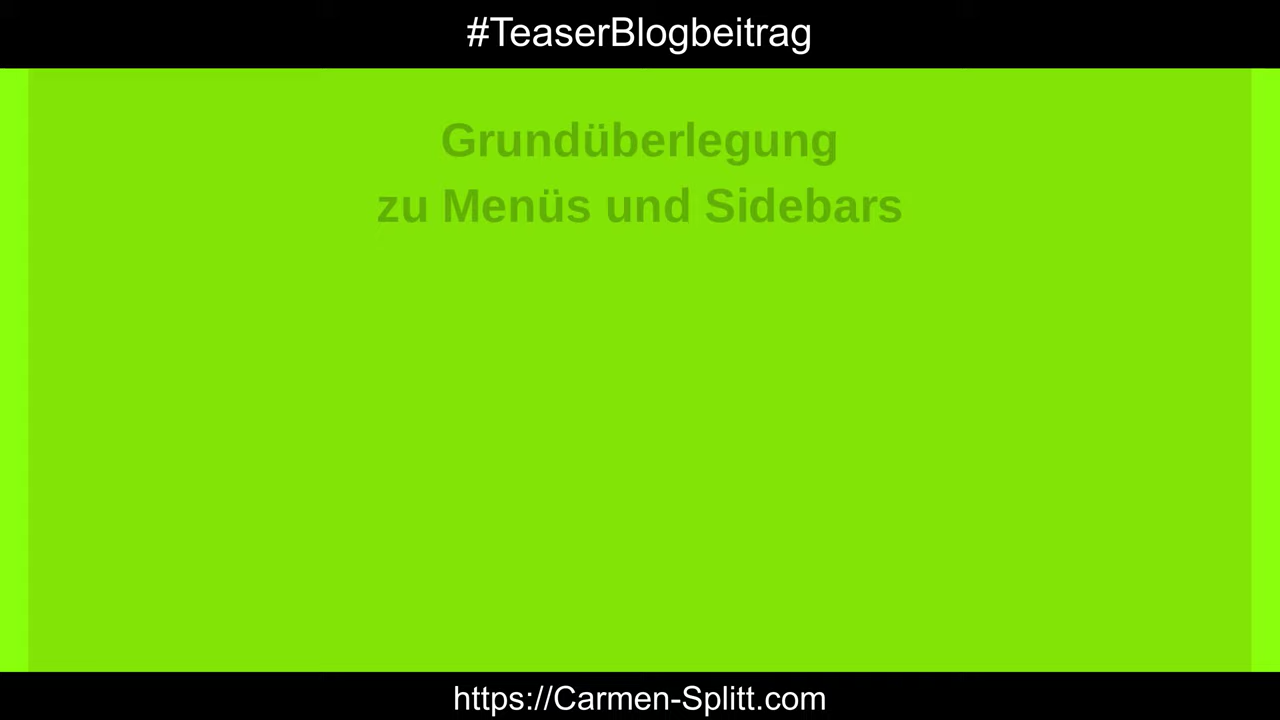 #TeaserBlogbeitrag
Grundüberlegung
zu Menüs und Sidebars
https://Carmen-Splitt.com